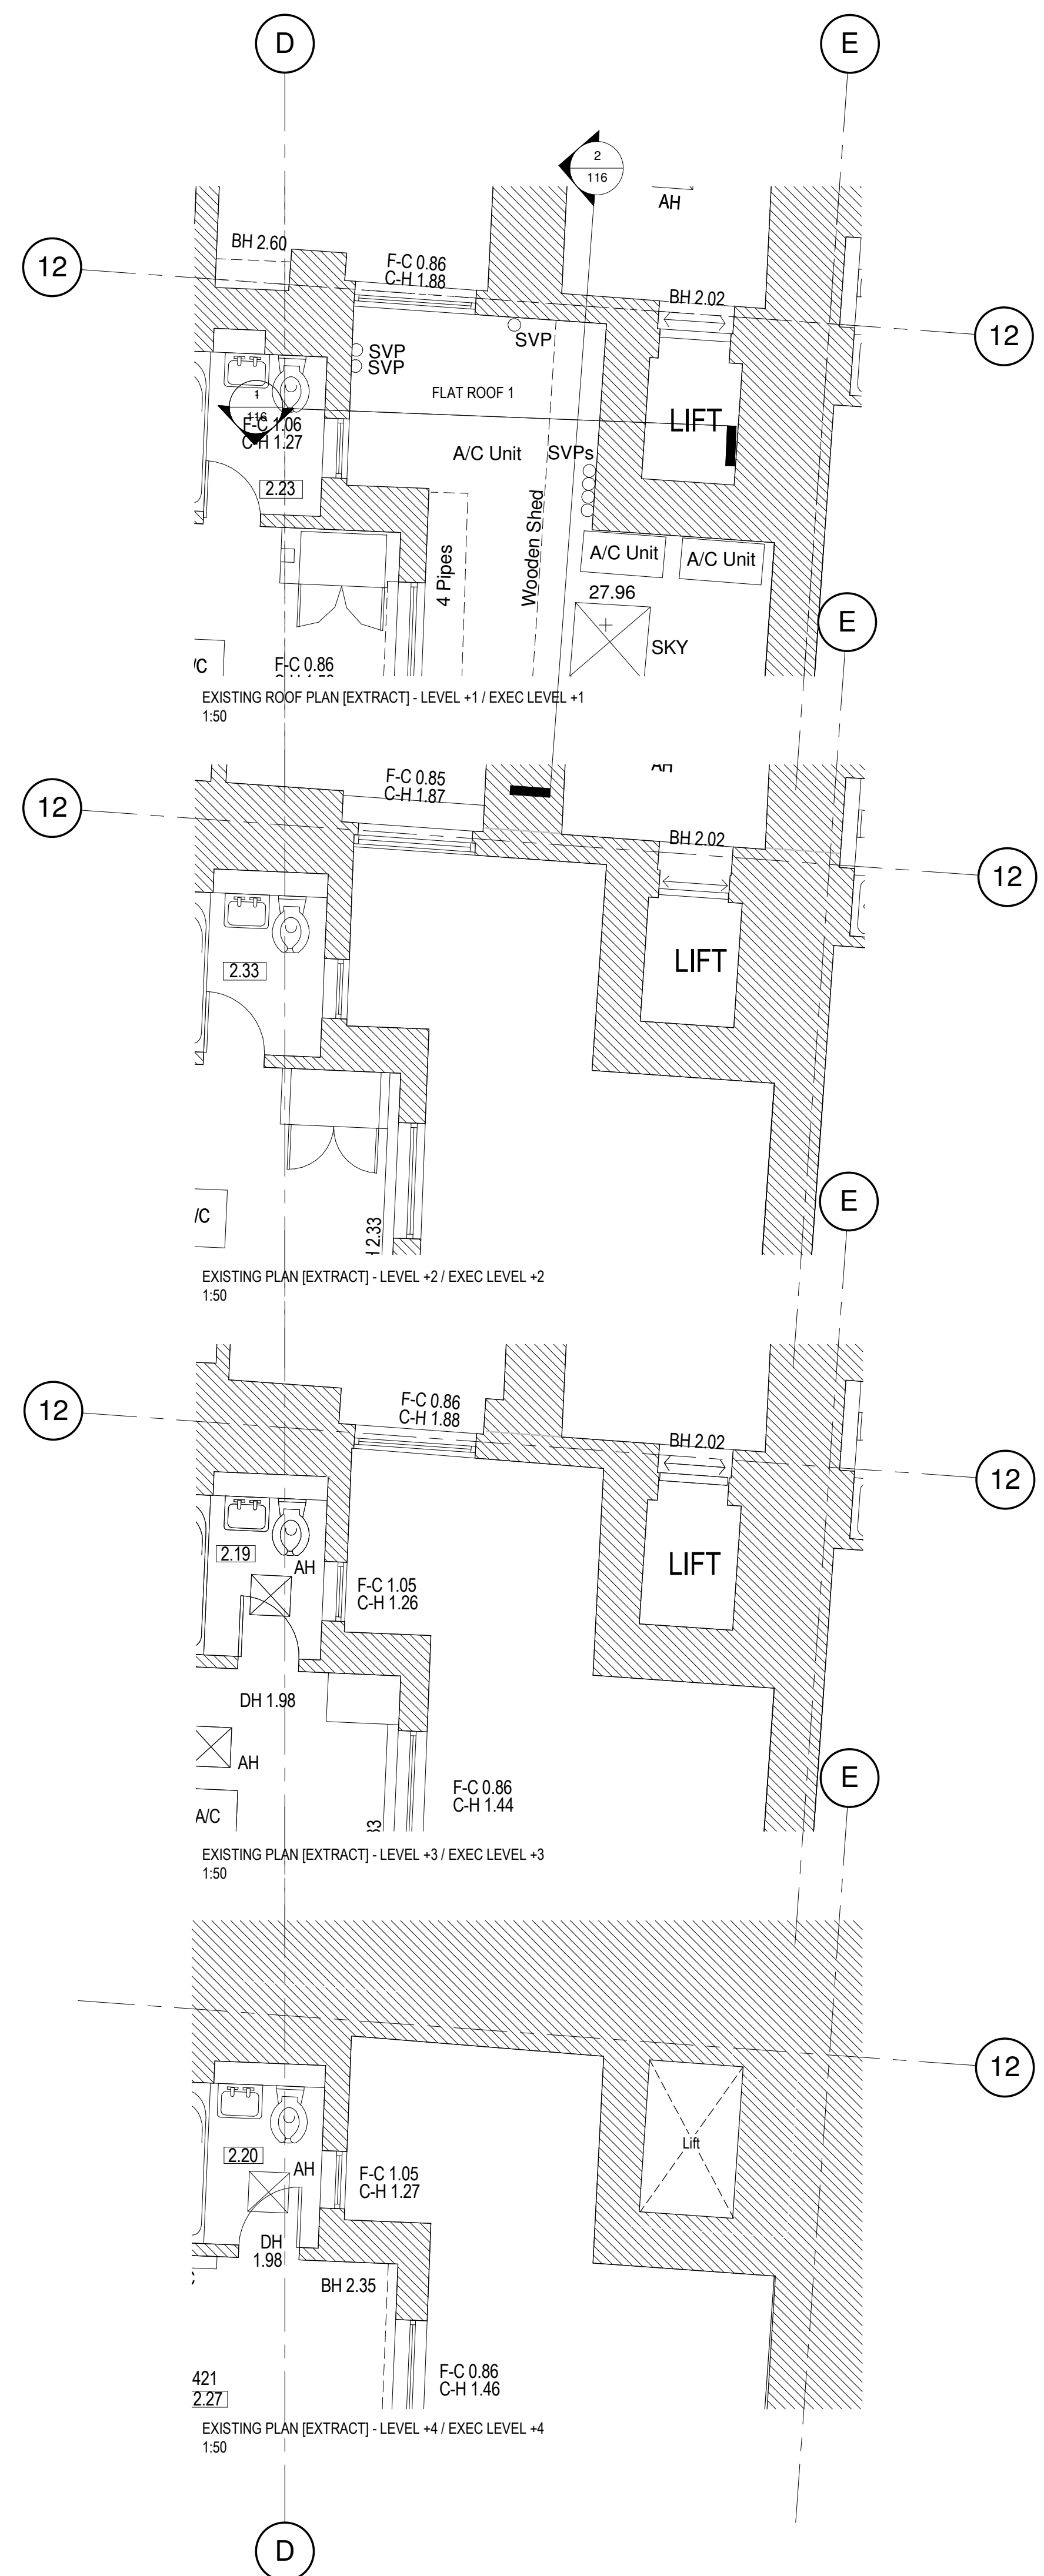 D
E
2
116
AH
BH 2.60
12
F-C 0.86
C-H 1.88
BH 2.02
12
SVP
SVP
SVP
FLAT ROOF 1
1
116
F-C 1.06
C-H 1.27
LIFT
A/C Unit
SVPs
2.23
4 Pipes
Wooden Shed
A/C Unit
A/C Unit
27.96
E
SKY
/C
F-C 0.86
EXISTING ROOF PLAN [EXTRACT] - LEVEL +1 / EXEC LEVEL +1
1:50
AH
F-C 0.85
C-H 1.87
12
BH 2.02
12
LIFT
2.33
E
/C
2.33
EXISTING PLAN [EXTRACT] - LEVEL +2 / EXEC LEVEL +2
1:50
F-C 0.86
C-H 1.88
12
BH 2.02
12
2.19
AH
LIFT
F-C 1.05
C-H 1.26
DH 1.98
AH
E
F-C 0.86
C-H 1.44
A/C
EXISTING PLAN [EXTRACT] - LEVEL +3 / EXEC LEVEL +3
1:50
12
Lift
2.20
AH
F-C 1.05
C-H 1.27
DH
1.98
BH 2.35
F-C 0.86
C-H 1.46
421
2.27
EXISTING PLAN [EXTRACT] - LEVEL +4 / EXEC LEVEL +4
1:50
D